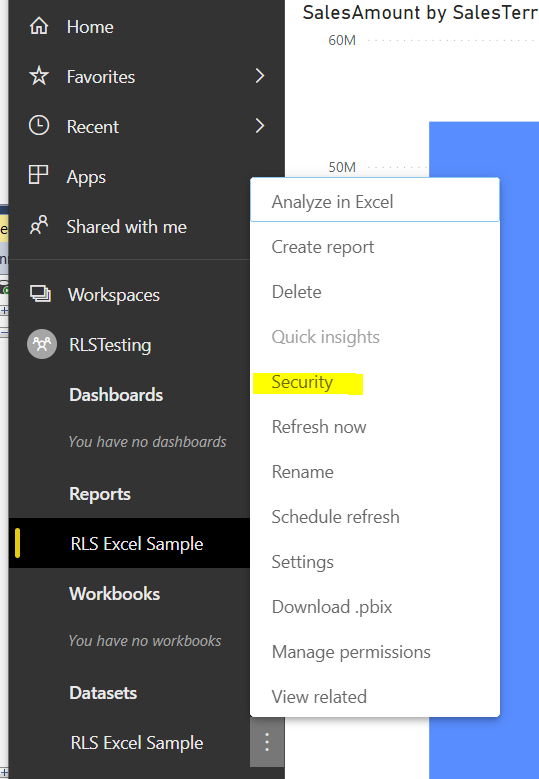 SalesAmount by SalesTerr
60M
50M
Home
Favorites
Recent
Apps
Shared with me
Workspaces
RLSTesting
Dashboards
You have no dashboards
Reports
RLS Excel Sample
Workbooks
You have no workbooks
Datasets
RLS Excel Sample
Analyze in Excel
Create report
Delete
Quick insights
Security
Refresh now
Rename
Schedule refresh
Settings
Download .pbix
Manage permissions
View related